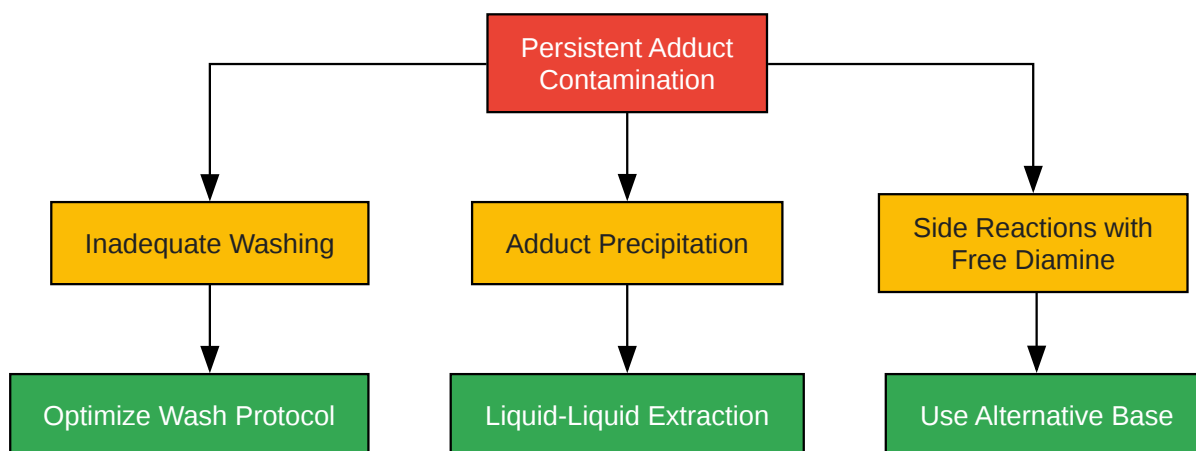 Persistent Adduct
Contamination
Inadequate Washing
Adduct Precipitation
Side Reactions with
Free Diamine
Optimize Wash Protocol
Liquid-Liquid Extraction
Use Alternative Base